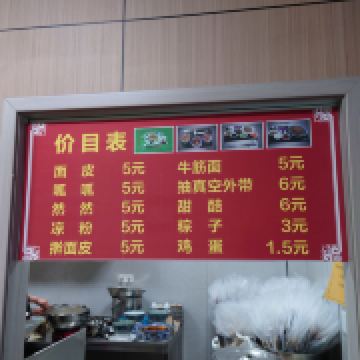 价目表
面皮 5元 牛筋面 5元
呱呱 5元 抽真空外带 6元
然然 5元 甜醅 6元
凉粉 5元 粽子 3元
擀面皮 5元 鸡蛋 1.5元